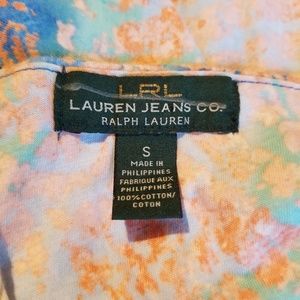 LRL
LAUREN JEANS CO.
RALPH LAUREN
S
MADE IN
PHILIPPINES
FABRIQUE AUX
PHILIPPINES
100%COTTON/
COTON